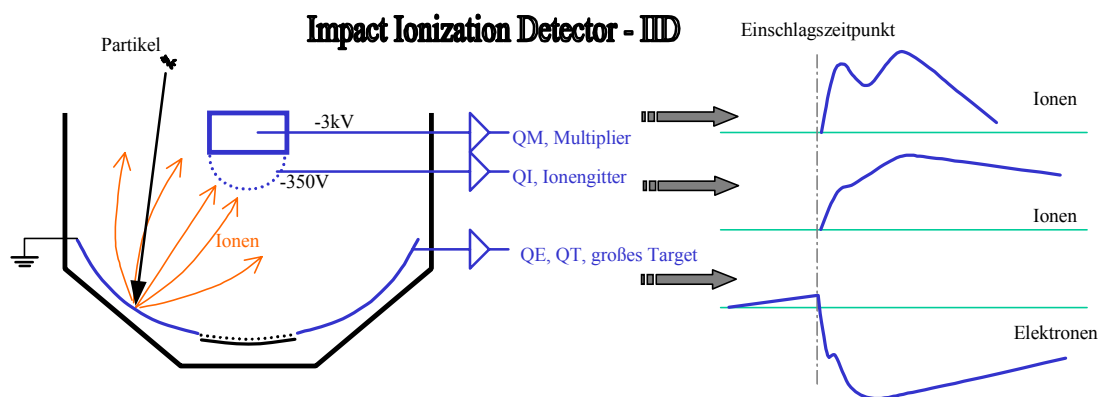 Impact Ionization Detector - IID
Partikel
Einschlagszeitpunkt
-3kV
QM, Multiplier
Ionen
-350V
QI, Ionengitter
Ionen
Ionen
QE, QT, großes Target
Elektronen